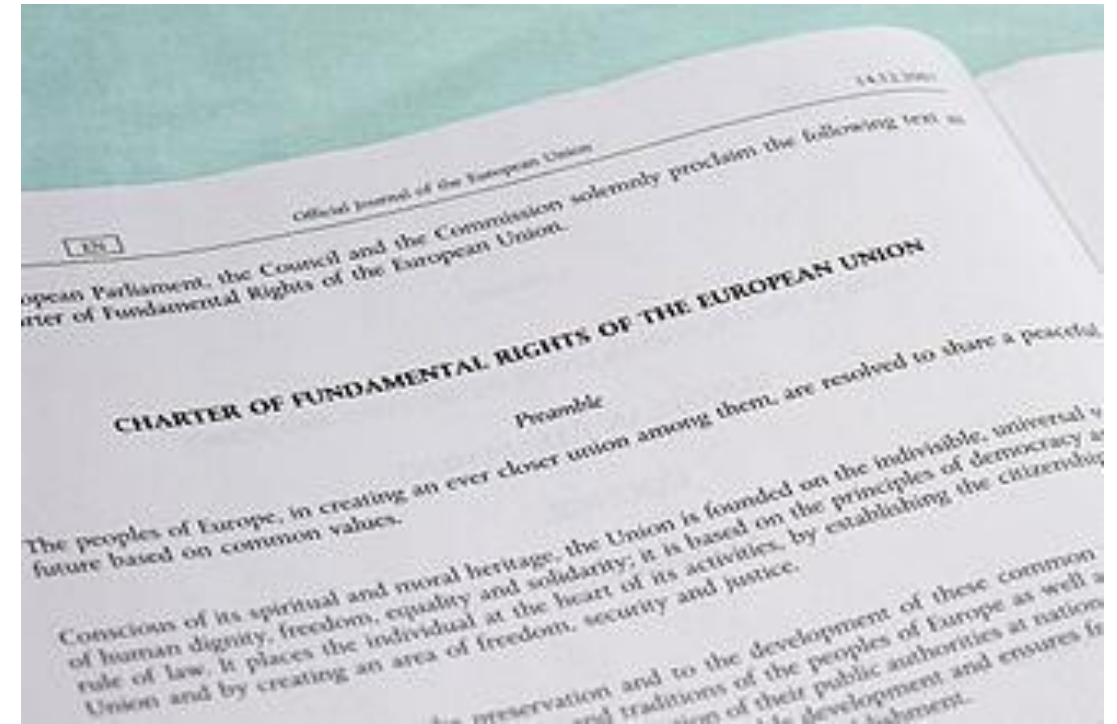 14.12.2007
EN
Official Journal of the European Union
opean Parliament, the Council and the Commission solemnly proclaim the following text as
rter of Fundamental Rights of the European Union.
CHARTER OF FUNDAMENTAL RIGHTS OF THE EUROPEAN UNION
Preamble
The peoples of Europe, in creating an ever closer union among them, are resolved to share a peaceful
future based on common values.
Conscious of its spiritual and moral heritage, the Union is founded on the indivisible, universal v
of human dignity, freedom, equality and solidarity; it is based on the principles of democracy a
rule of law. It places the individual at the heart of its activities, by establishing the citizenship
Union and by creating an area of freedom, security and justice.
preservation and to the development of these common
and traditions of the peoples of Europe as well a
of their public authorities at nationa
development and ensures fr